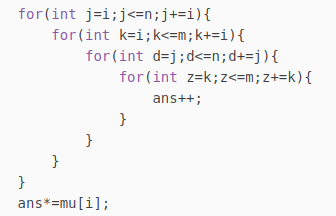 for(int j=i;j<=n;j+=i){
    for(int k=i;k<=m;k+=i){
        for(int d=j;d<=n;d+=j){
            for(int z=k;z<=m;z+=k){
                ans++;
            }
        }
    }
}
ans*=mu[i];